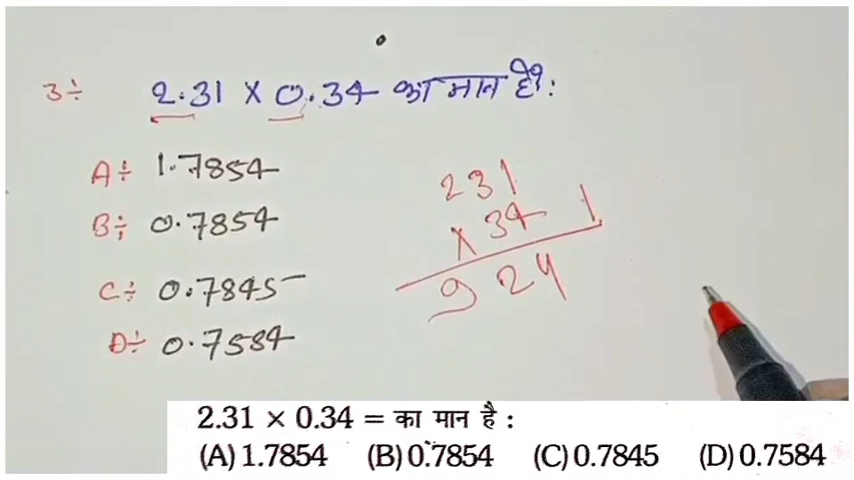 3÷ 2.31 × 0.34 का मान है:
A÷ 1.7854
B÷ 0.7854
C÷ 0.7845
D÷ 0.7584
231
×34 1
924
2.31 × 0.34 = का मान है :
(A) 1.7854 (B) 0.7854 (C) 0.7845 (D) 0.7584